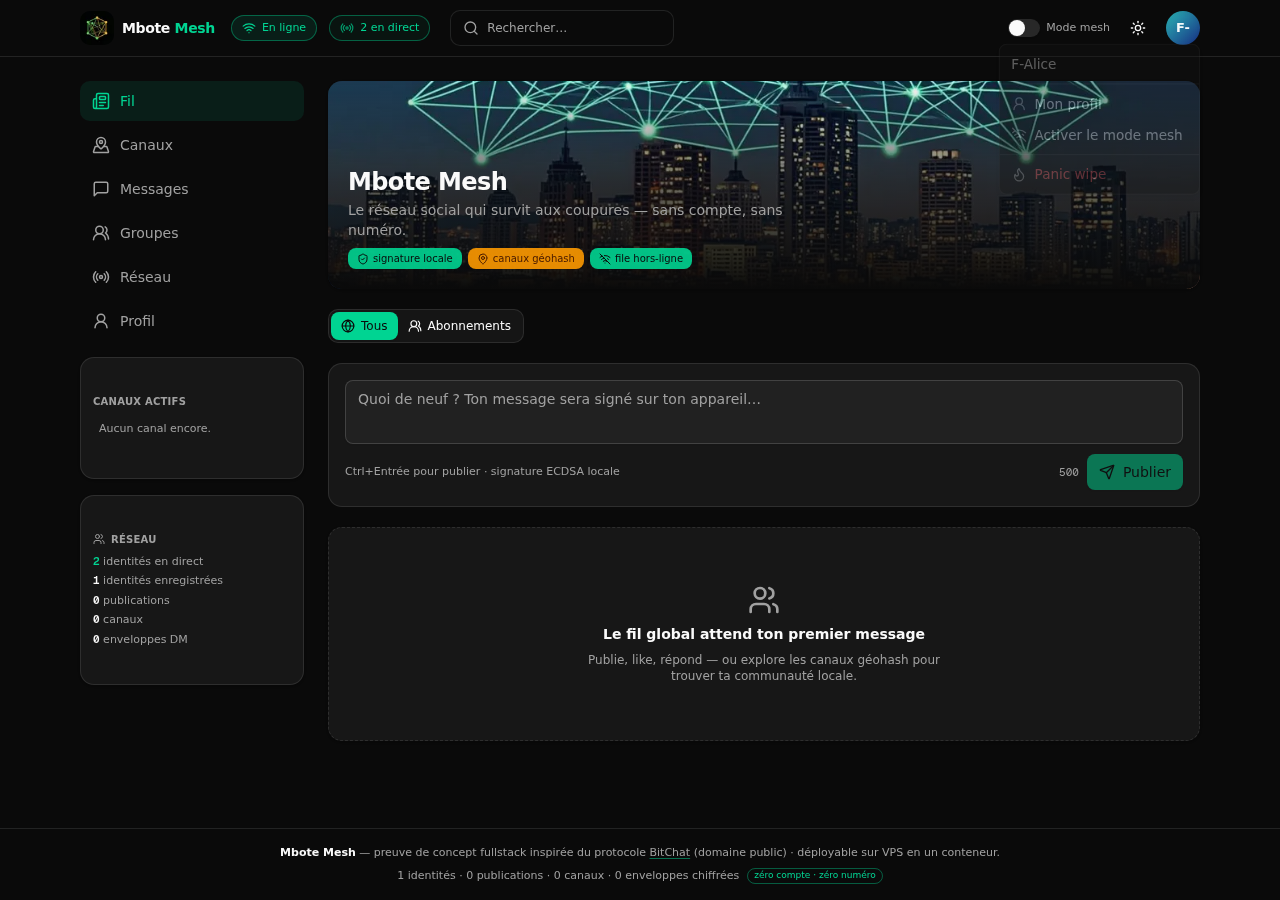 Mbote Mesh
En ligne
2 en direct
Rechercher…
Mode mesh
F-
F-Alice
Mon profil
Activer le mode mesh
Panic wipe
Fil
Canaux
Messages
Groupes
Réseau
Profil
CANAUX ACTIFS
Aucun canal encore.
RÉSEAU
2 identités en direct
1 identités enregistrées
0 publications
0 canaux
0 enveloppes DM
Mbote Mesh
Le réseau social qui survit aux coupures — sans compte, sans
numéro.
signature locale
canaux géohash
file hors-ligne
Tous
Abonnements
Quoi de neuf ? Ton message sera signé sur ton appareil…
Ctrl+Entrée pour publier · signature ECDSA locale
500
Publier
Le fil global attend ton premier message
Publie, like, répond — ou explore les canaux géohash pour
trouver ta communauté locale.
Mbote Mesh — preuve de concept fullstack inspirée du protocole BitChat (domaine public) · déployable sur VPS en un conteneur.
1 identités · 0 publications · 0 canaux · 0 enveloppes chiffrées
zéro compte · zéro numéro